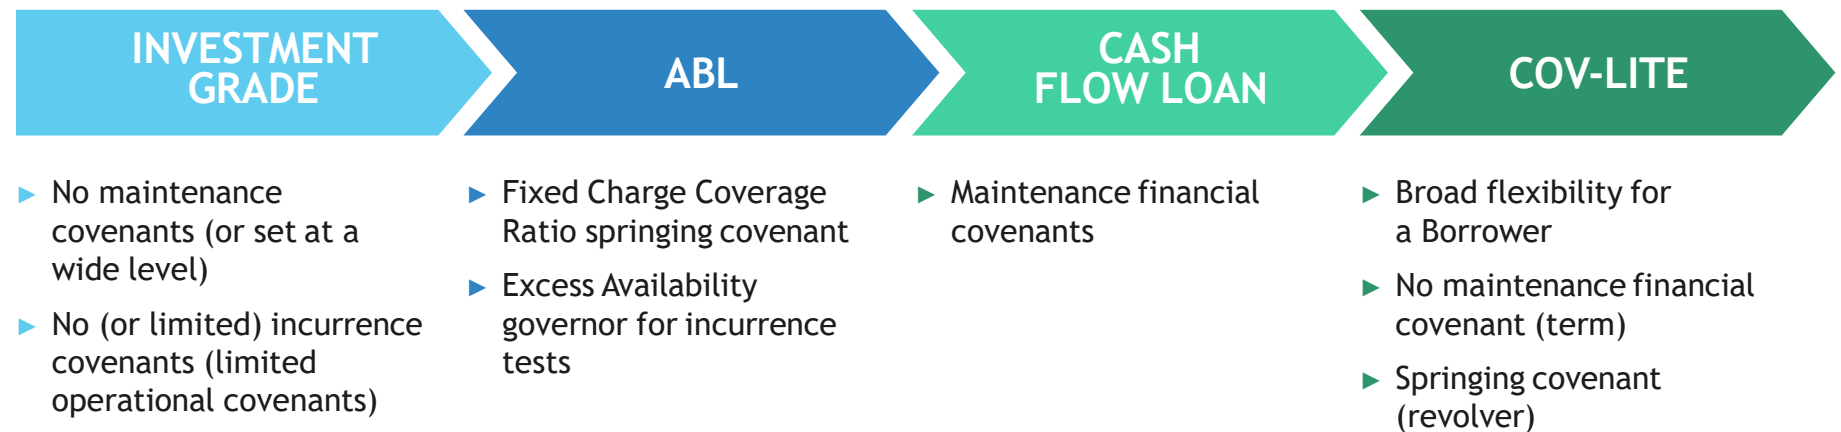 INVESTMENT
GRADE
► No maintenance
covenants (or set at a
wide level)
► No (or limited) incurrence
covenants (limited
operational covenants)
ABL
► Fixed Charge Coverage
Ratio springing covenant
► Excess Availability
governor for incurrence
tests
CASH
FLOW LOAN
► Maintenance financial
covenants
COV-LITE
► Broad flexibility for
a Borrower
► No maintenance financial
covenant (term)
► Springing covenant
(revolver)